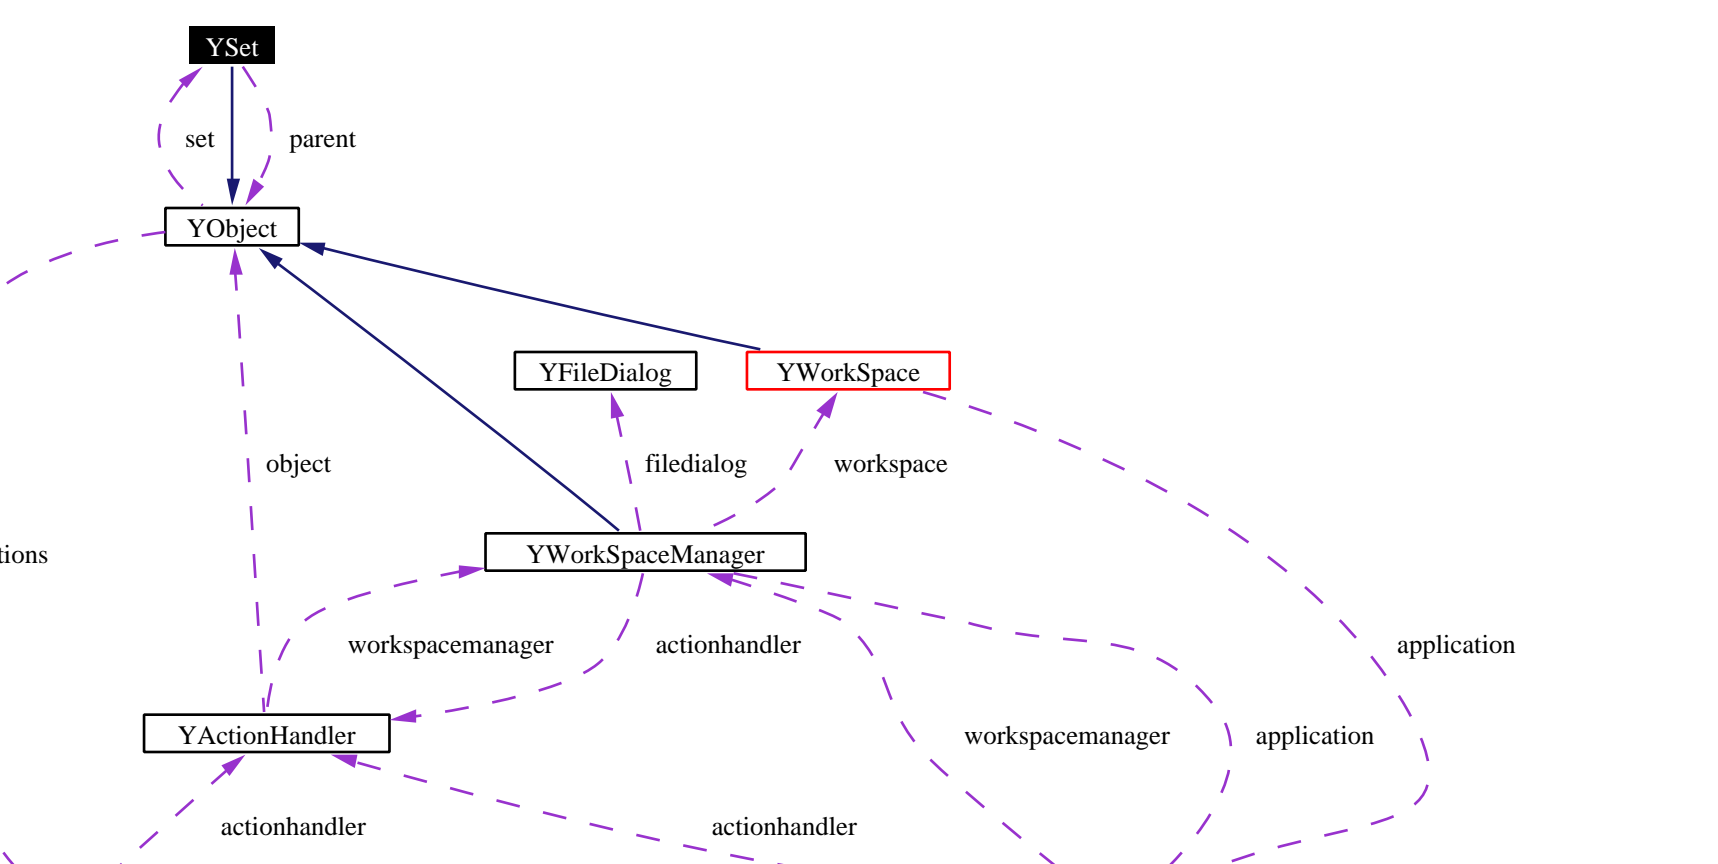 YSet
set
parent
YObject
YFileDialog
YWorkSpace
object
filedialog
workspace
tions
YWorkSpaceManager
workspacemanager
actionhandler
application
YActionHandler
workspacemanager
application
actionhandler
actionhandler